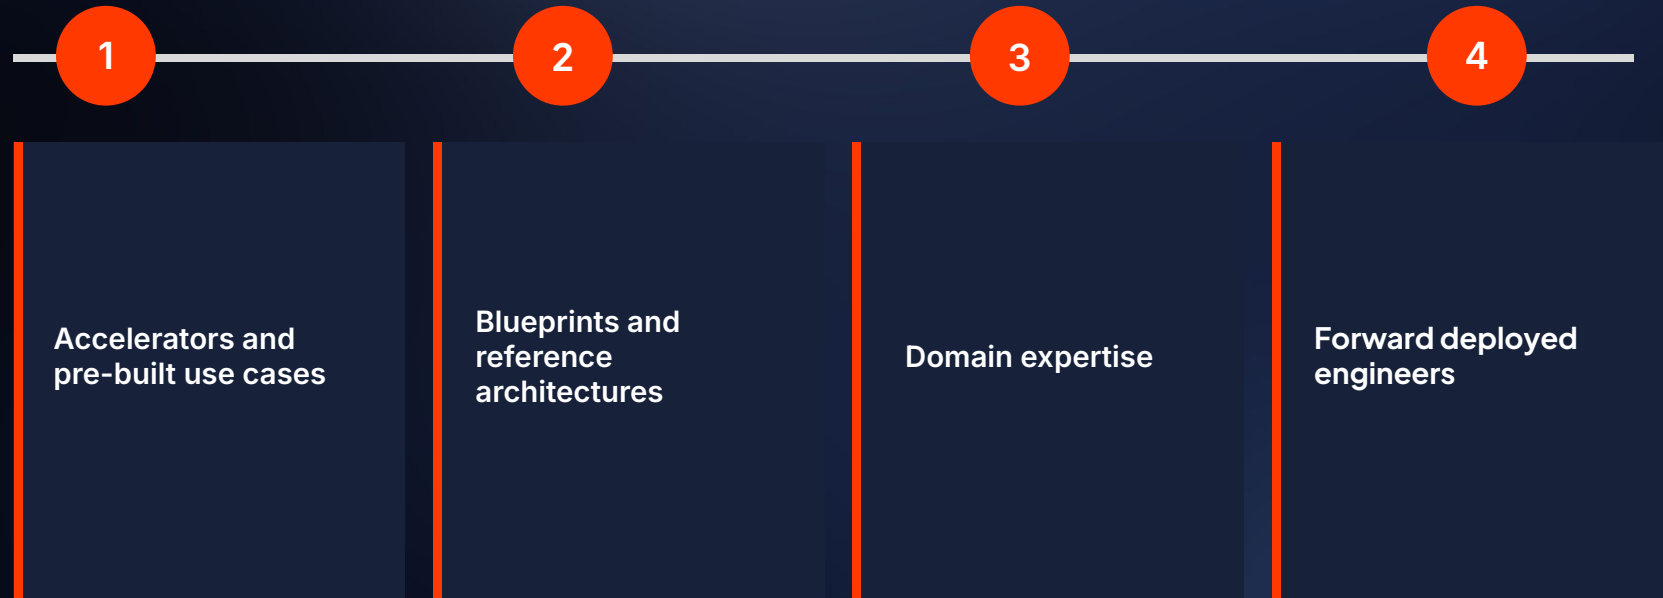 1
2
3
4
Accelerators and
pre-built use cases
Blueprints and
reference
architectures
Domain expertise
Forward deployed
engineers